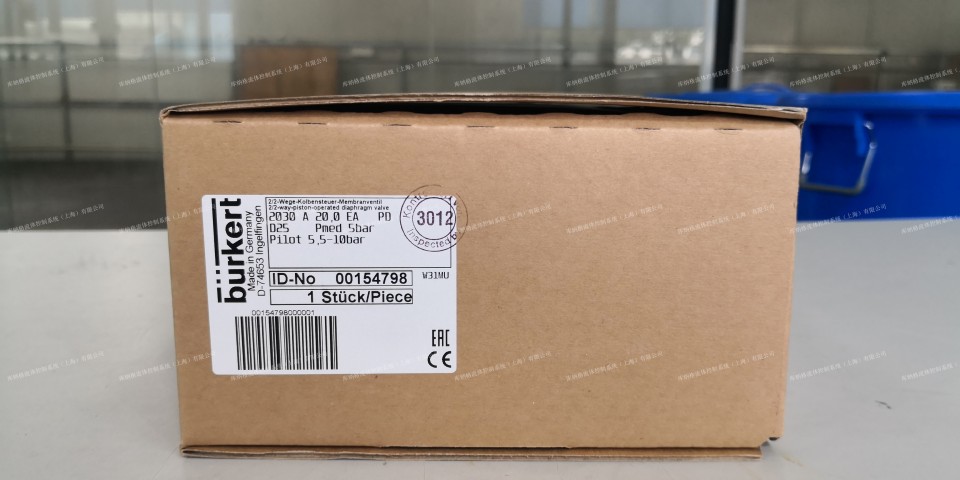 bürkert
Made in Germany
D-74653 Ingelfingen
2/2-Wege-Kolbensteuer-Membranventil
2/2-way-piston-operated diaphragm valve
2030 A 20,0 EA PD
D25 Pmed 5bar
Pilot 5,5-10bar
3012
Inspected
W31MU
ID-No 00154798
1 Stück/Piece
00154798000001
EAC
CE